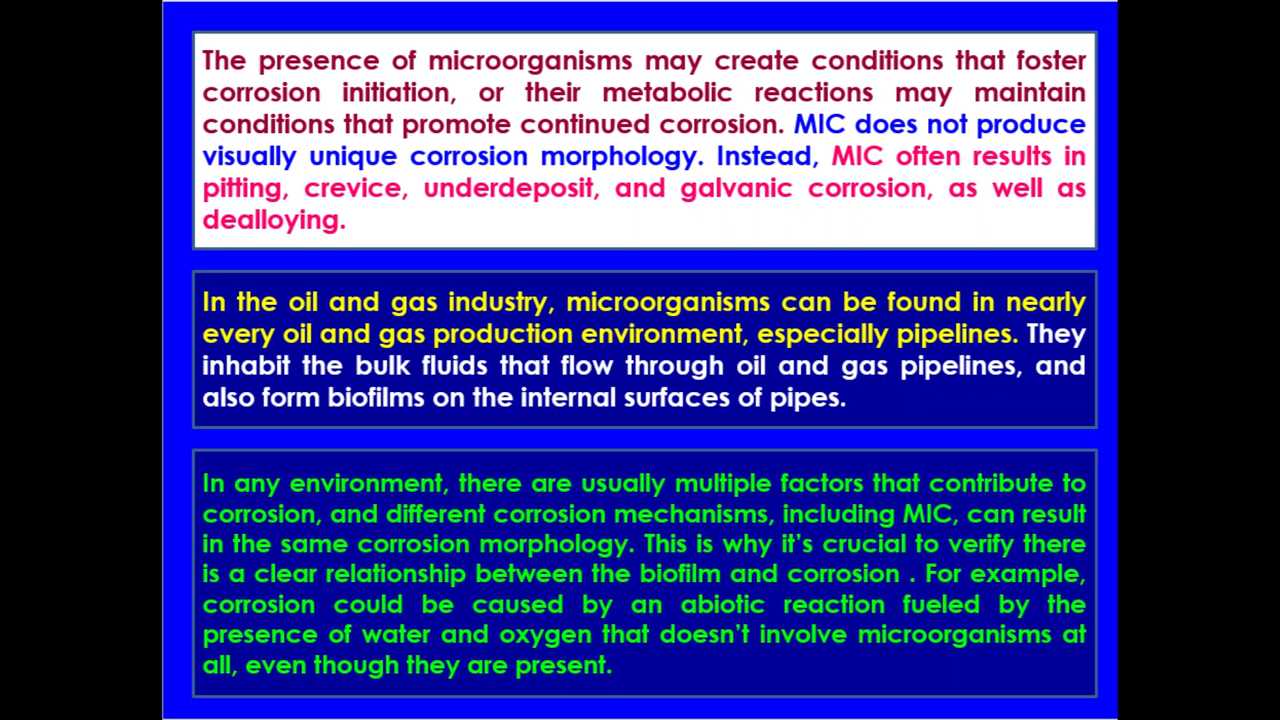 The presence of microorganisms may create conditions that foster
corrosion initiation, or their metabolic reactions may maintain
conditions that promote continued corrosion. MIC does not produce
visually unique corrosion morphology. Instead, MIC often results in
pitting, crevice, underdeposit, and galvanic corrosion, as well as
dealloying.
In the oil and gas industry, microorganisms can be found in nearly
every oil and gas production environment, especially pipelines. They
inhabit the bulk fluids that flow through oil and gas pipelines, and
also form biofilms on the internal surfaces of pipes.
In any environment, there are usually multiple factors that contribute to
corrosion, and different corrosion mechanisms, including MIC, can result
in the same corrosion morphology. This is why it’s crucial to verify there
is a clear relationship between the biofilm and corrosion . For example,
corrosion could be caused by an abiotic reaction fueled by the
presence of water and oxygen that doesn’t involve microorganisms at
all, even though they are present.